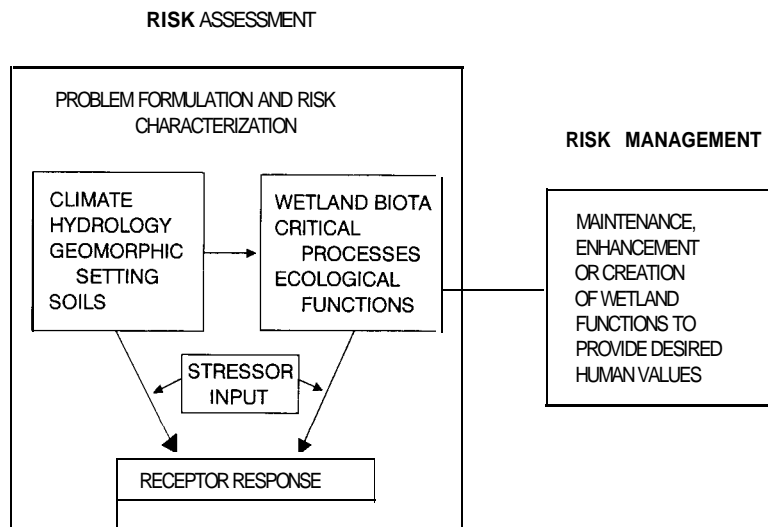 RISK ASSESSMENT
PROBLEM FORMULATION AND RISK
CHARACTERIZATION
CLIMATE
HYDROLOGY
GEOMORPHIC
SETTING
SOILS
WETLAND BIOTA
CRITICAL
PROCESSES
ECOLOGICAL
FUNCTIONS
STRESSOR
INPUT
RECEPTOR RESPONSE
RISK MANAGEMENT
MAINTENANCE,
ENHANCEMENT
OR CREATION
OF WETLAND
FUNCTIONS TO
PROVIDE DESIRED
HUMAN VALUES